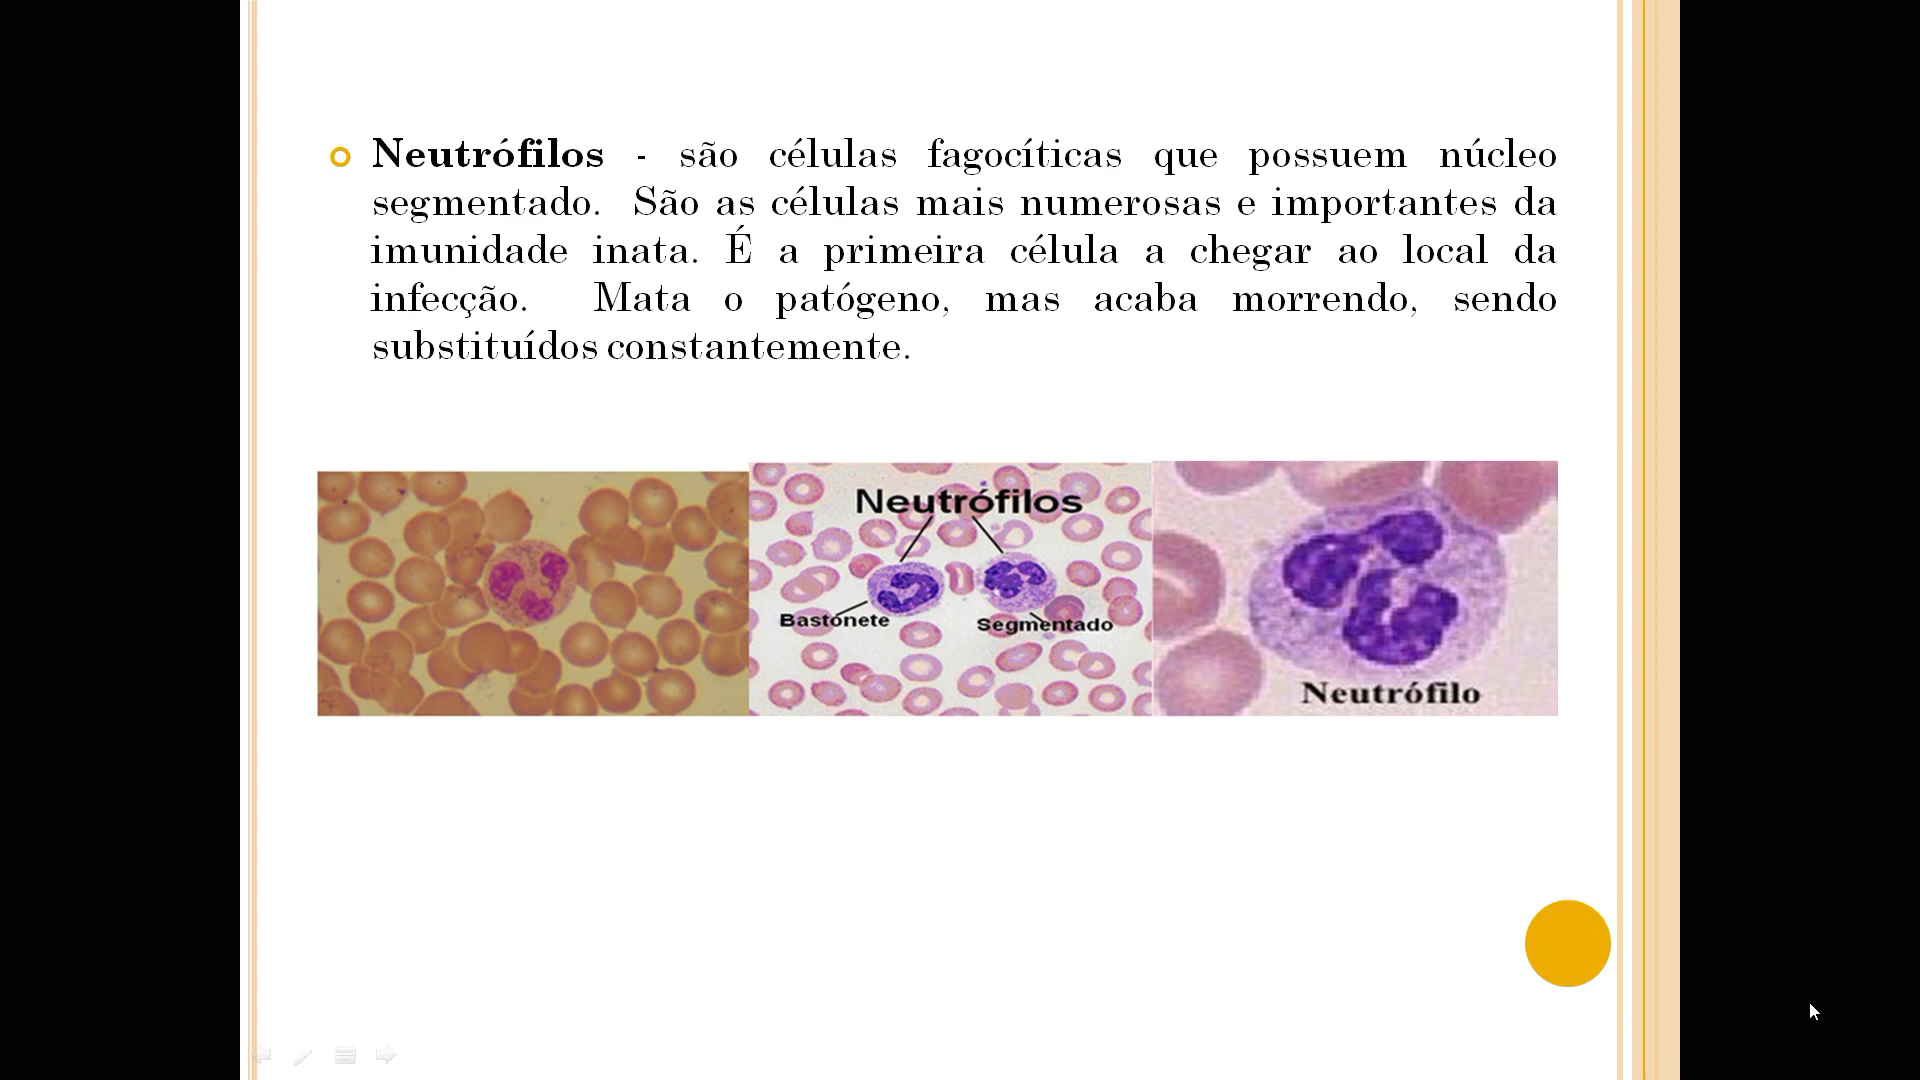 Neutrófilos - são células fagocíticas que possuem núcleo
segmentado. São as células mais numerosas e importantes da
imunidade inata. É a primeira célula a chegar ao local da
infecção. Mata o patógeno, mas acaba morrendo, sendo
substituídos constantemente.
Neutrófilos
Bastonete
Segmentado
Neutrófilo